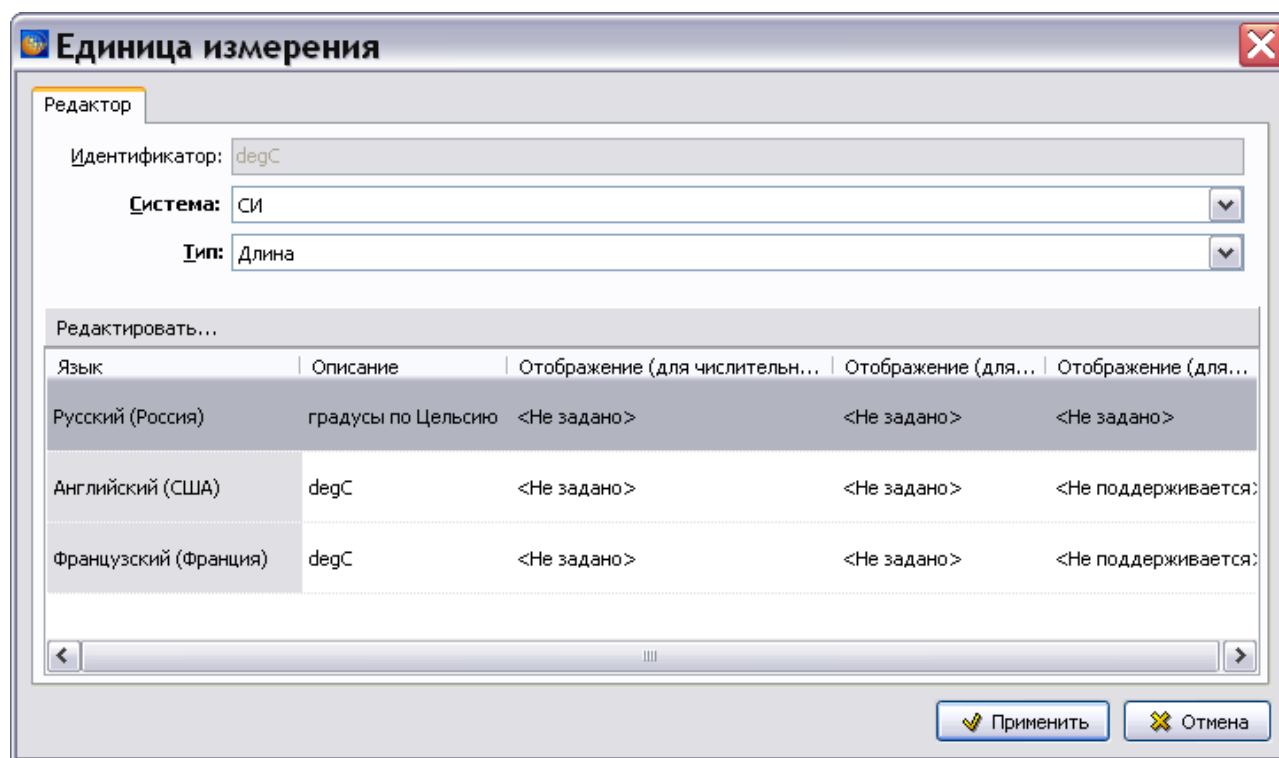 Единица измерения
Редактор
Идентификатор: degC
Система: СИ
Тип: Длина
Редактировать...
Язык Описание Отображение (для числительн... Отображение (для... Отображение (для...
Русский (Россия) градусы по Цельсию <Не задано> <Не задано> <Не задано>
Английский (США) degC <Не задано> <Не задано> <Не поддерживается>
Французский (Франция) degC <Не задано> <Не задано> <Не поддерживается>
Применить Отмена